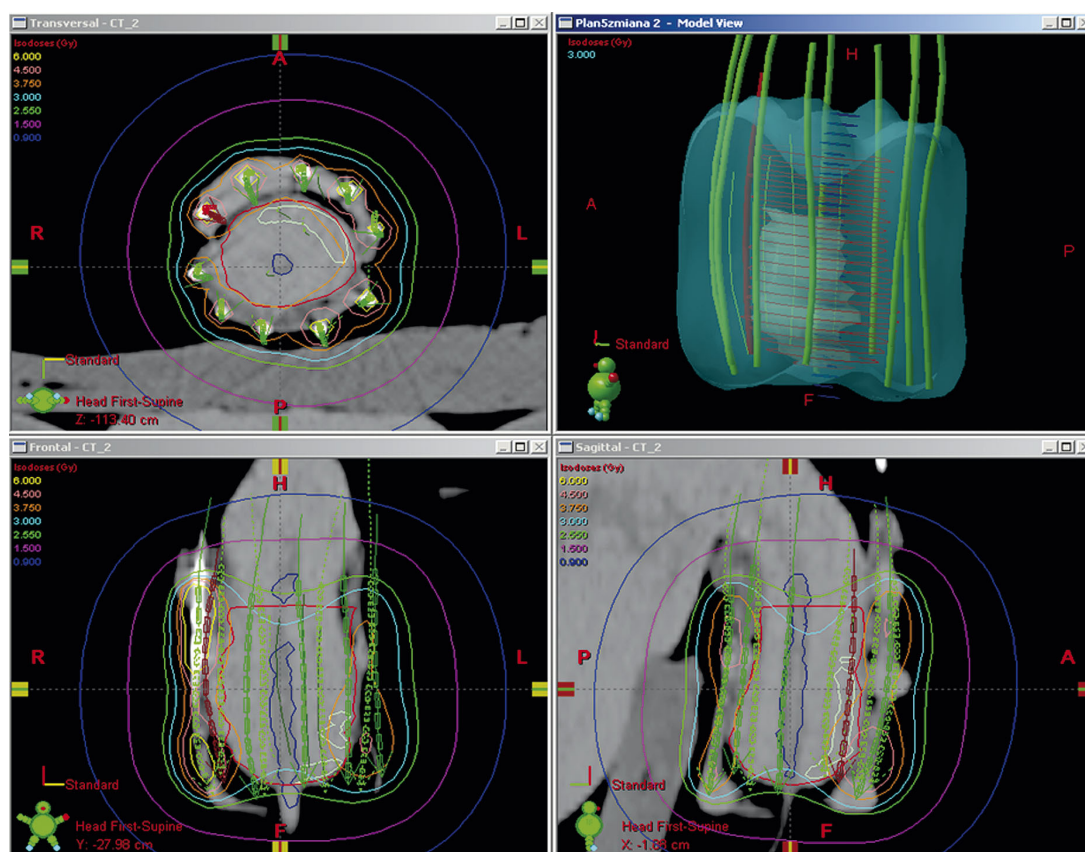 Transversal - CT_2
Isodoses (Gy)
6.000
4.500
3.750
3.000
2.550
1.500
0.900
A
R
L
Standard
Head First-Supine
Z: -113.40 cm
P
Plan5zmiana 2 - Model View
Isodoses (Gy)
3.000
H
A
P
Standard
F
Frontal - CT_2
Isodoses (Gy)
6.000
4.500
3.750
3.000
2.550
1.500
0.900
H
R
L
Standard
Head First-Supine
Y: -27.98 cm
F
Sagittal - CT_2
Isodoses (Gy)
6.000
4.500
3.750
3.000
2.550
1.500
0.900
H
P
A
Standard
Head First-Supine
X: -1.88 cm
F